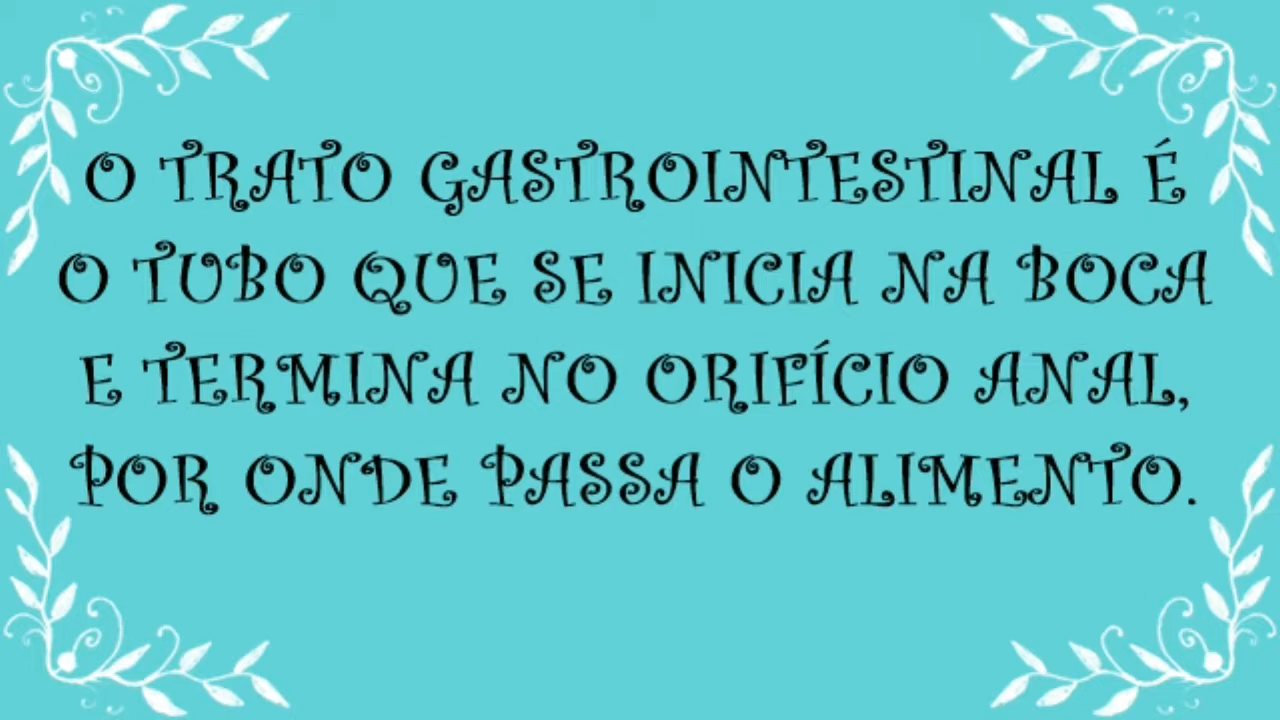 O TRATO GASTROINTESTINAL É
O TUBO QUE SE INICIA NA BOCA
E TERMINA NO ORIFÍCIO ANAL,
POR ONDE PASSA O ALIMENTO.